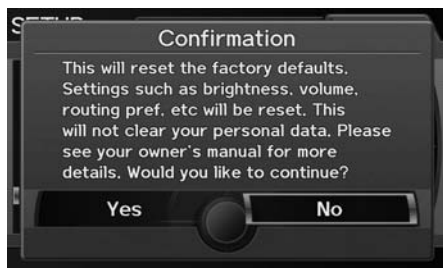 SETUP
Confirmation
This will reset the factory defaults.
Settings such as brightness, volume,
routing pref. etc will be reset. This
will not clear your personal data. Please
see your owner's manual for more
details. Would you like to continue?
Yes
No